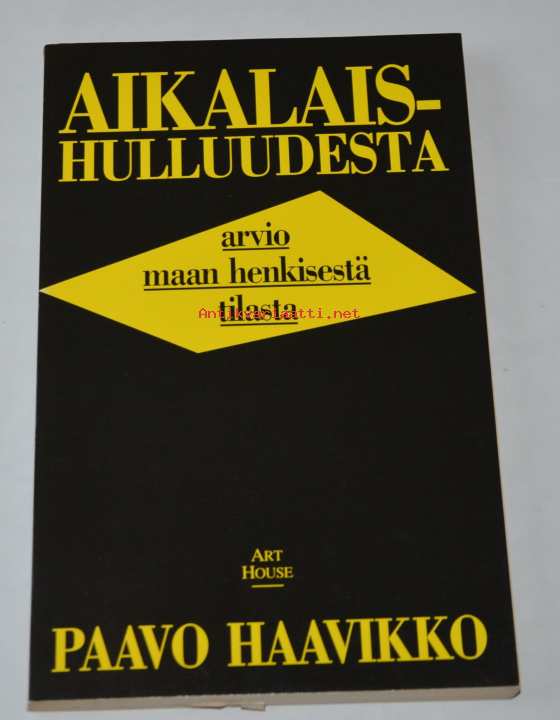 AIKALAIS-
HULLUUDESTA
arvio
maan henkisestä
tilasta
Antikvariaatti.net
ART
HOUSE
PAAVO HAAVIKKO